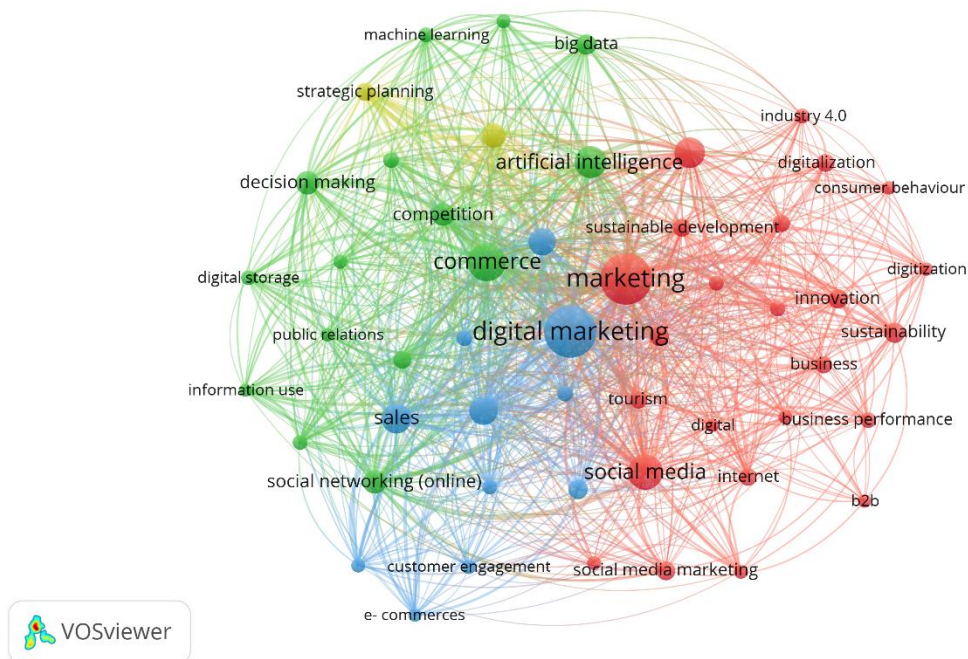 machine learning
big data
strategic planning
industry 4.0
artificial intelligence
digitalization
decision making
consumer behaviour
competition
sustainable development
commerce
digitization
digital storage
marketing
innovation
digital marketing
sustainability
public relations
business
information use
tourism
sales
business performance
digital
social media
internet
social networking (online)
b2b
customer engagement
social media marketing
e- commerces
VOSviewer